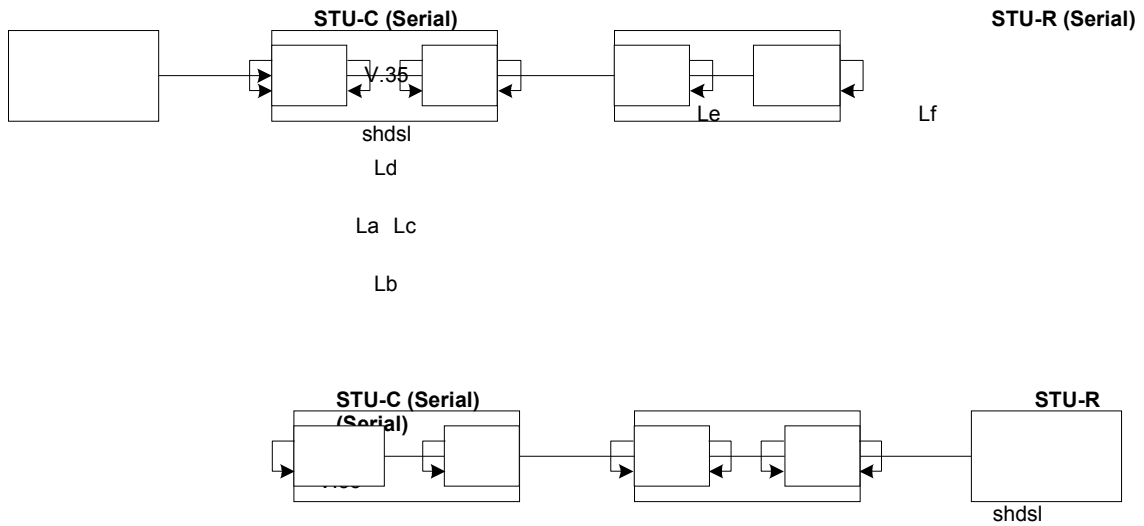 STU-C (Serial) STU-R (Serial)
V.35
Le Lf
shdsl
Ld
La Lc
Lb
STU-C (Serial) STU-R
(Serial)
shdsl